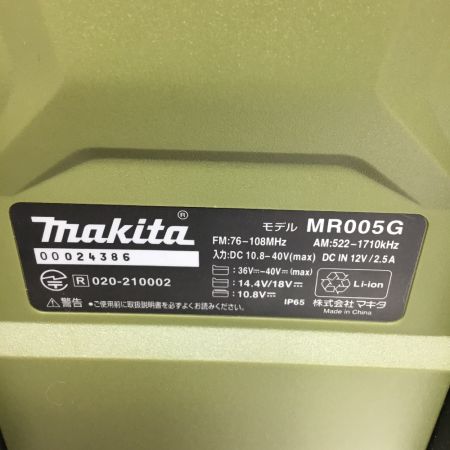 makita®
モデル MR005G
00024386
FM:76-108MHz AM:522-1710kHz
入力:DC 10.8-40V(max) DC IN 12V/2.5A
R 020-210002
:36V⎓-40V⎓(max)
:14.4V/18V⎓
:10.8V⎓
Li-ion
⚠警告 •ご使用前に取扱説明書を必ずよくお読みください。
IP65 株式会社マキタ
Made in China